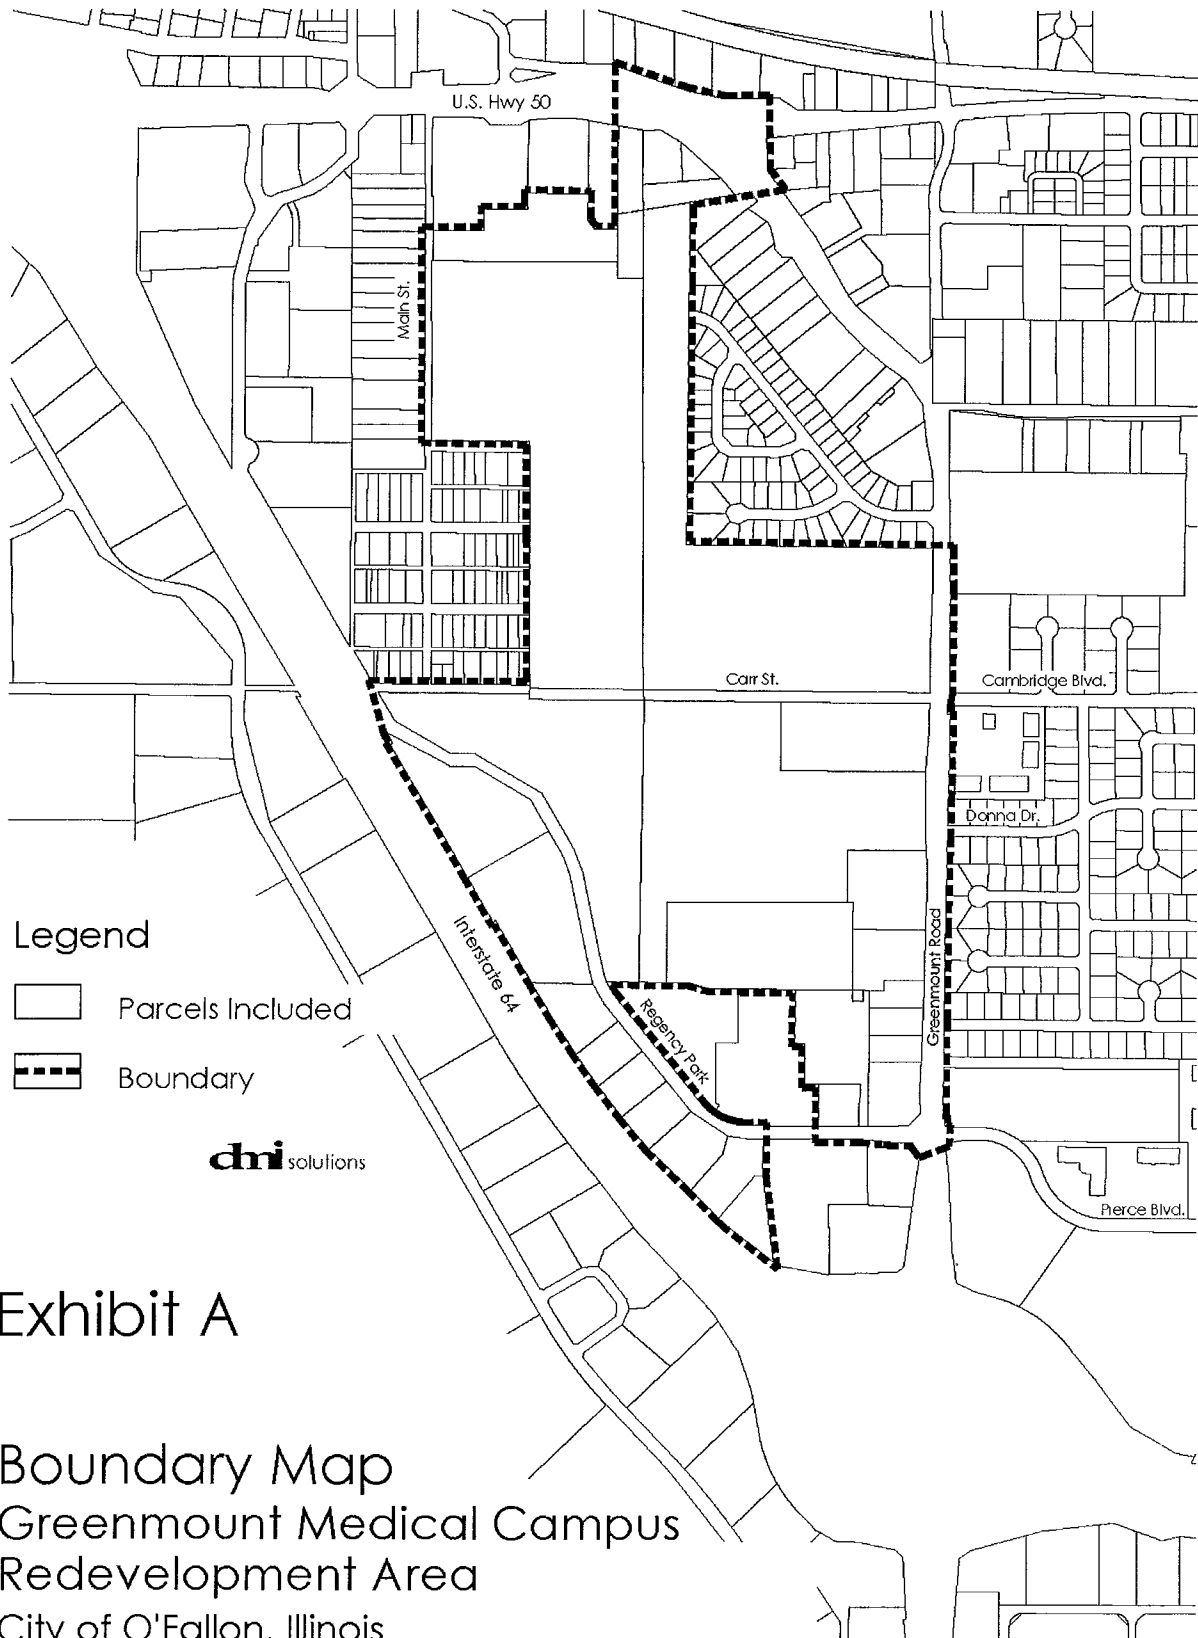 U.S. Hwy 50
Main St.
Carr St.
Cambridge Blvd.
Donna Dr.
Greenmount Road
Interstate 64
Regency Park
Pierce Blvd.
Legend
Parcels Included
Boundary
dmi solutions
Exhibit A
Boundary Map
Greenmount Medical Campus
Redevelopment Area
City of O'Fallon, Illinois